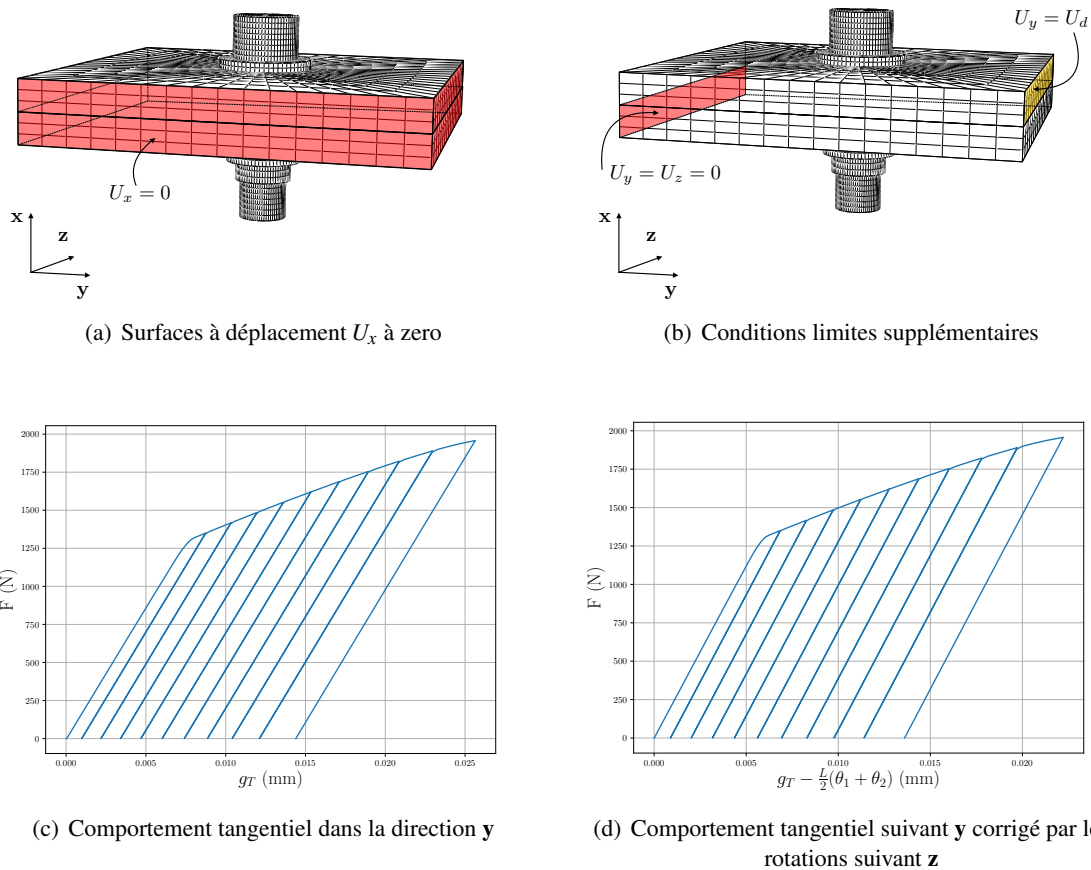 U_y = U_d
U_x = 0
U_y = U_z = 0
x
z
y
x
z
y
(a) Surfaces à déplacement U_x à zero
(b) Conditions limites supplémentaires
2000
1750
1500
1250
1000
750
500
250
0
F (N)
0.000
0.005
0.010
0.015
0.020
0.025
g_T (mm)
2000
1750
1500
1250
1000
750
500
250
0
F (N)
0.000
0.005
0.010
0.015
0.020
g_T − L/2(θ_1 + θ_2) (mm)
(c) Comportement tangentiel dans la direction y
(d) Comportement tangentiel suivant y corrigé par le
rotations suivant z